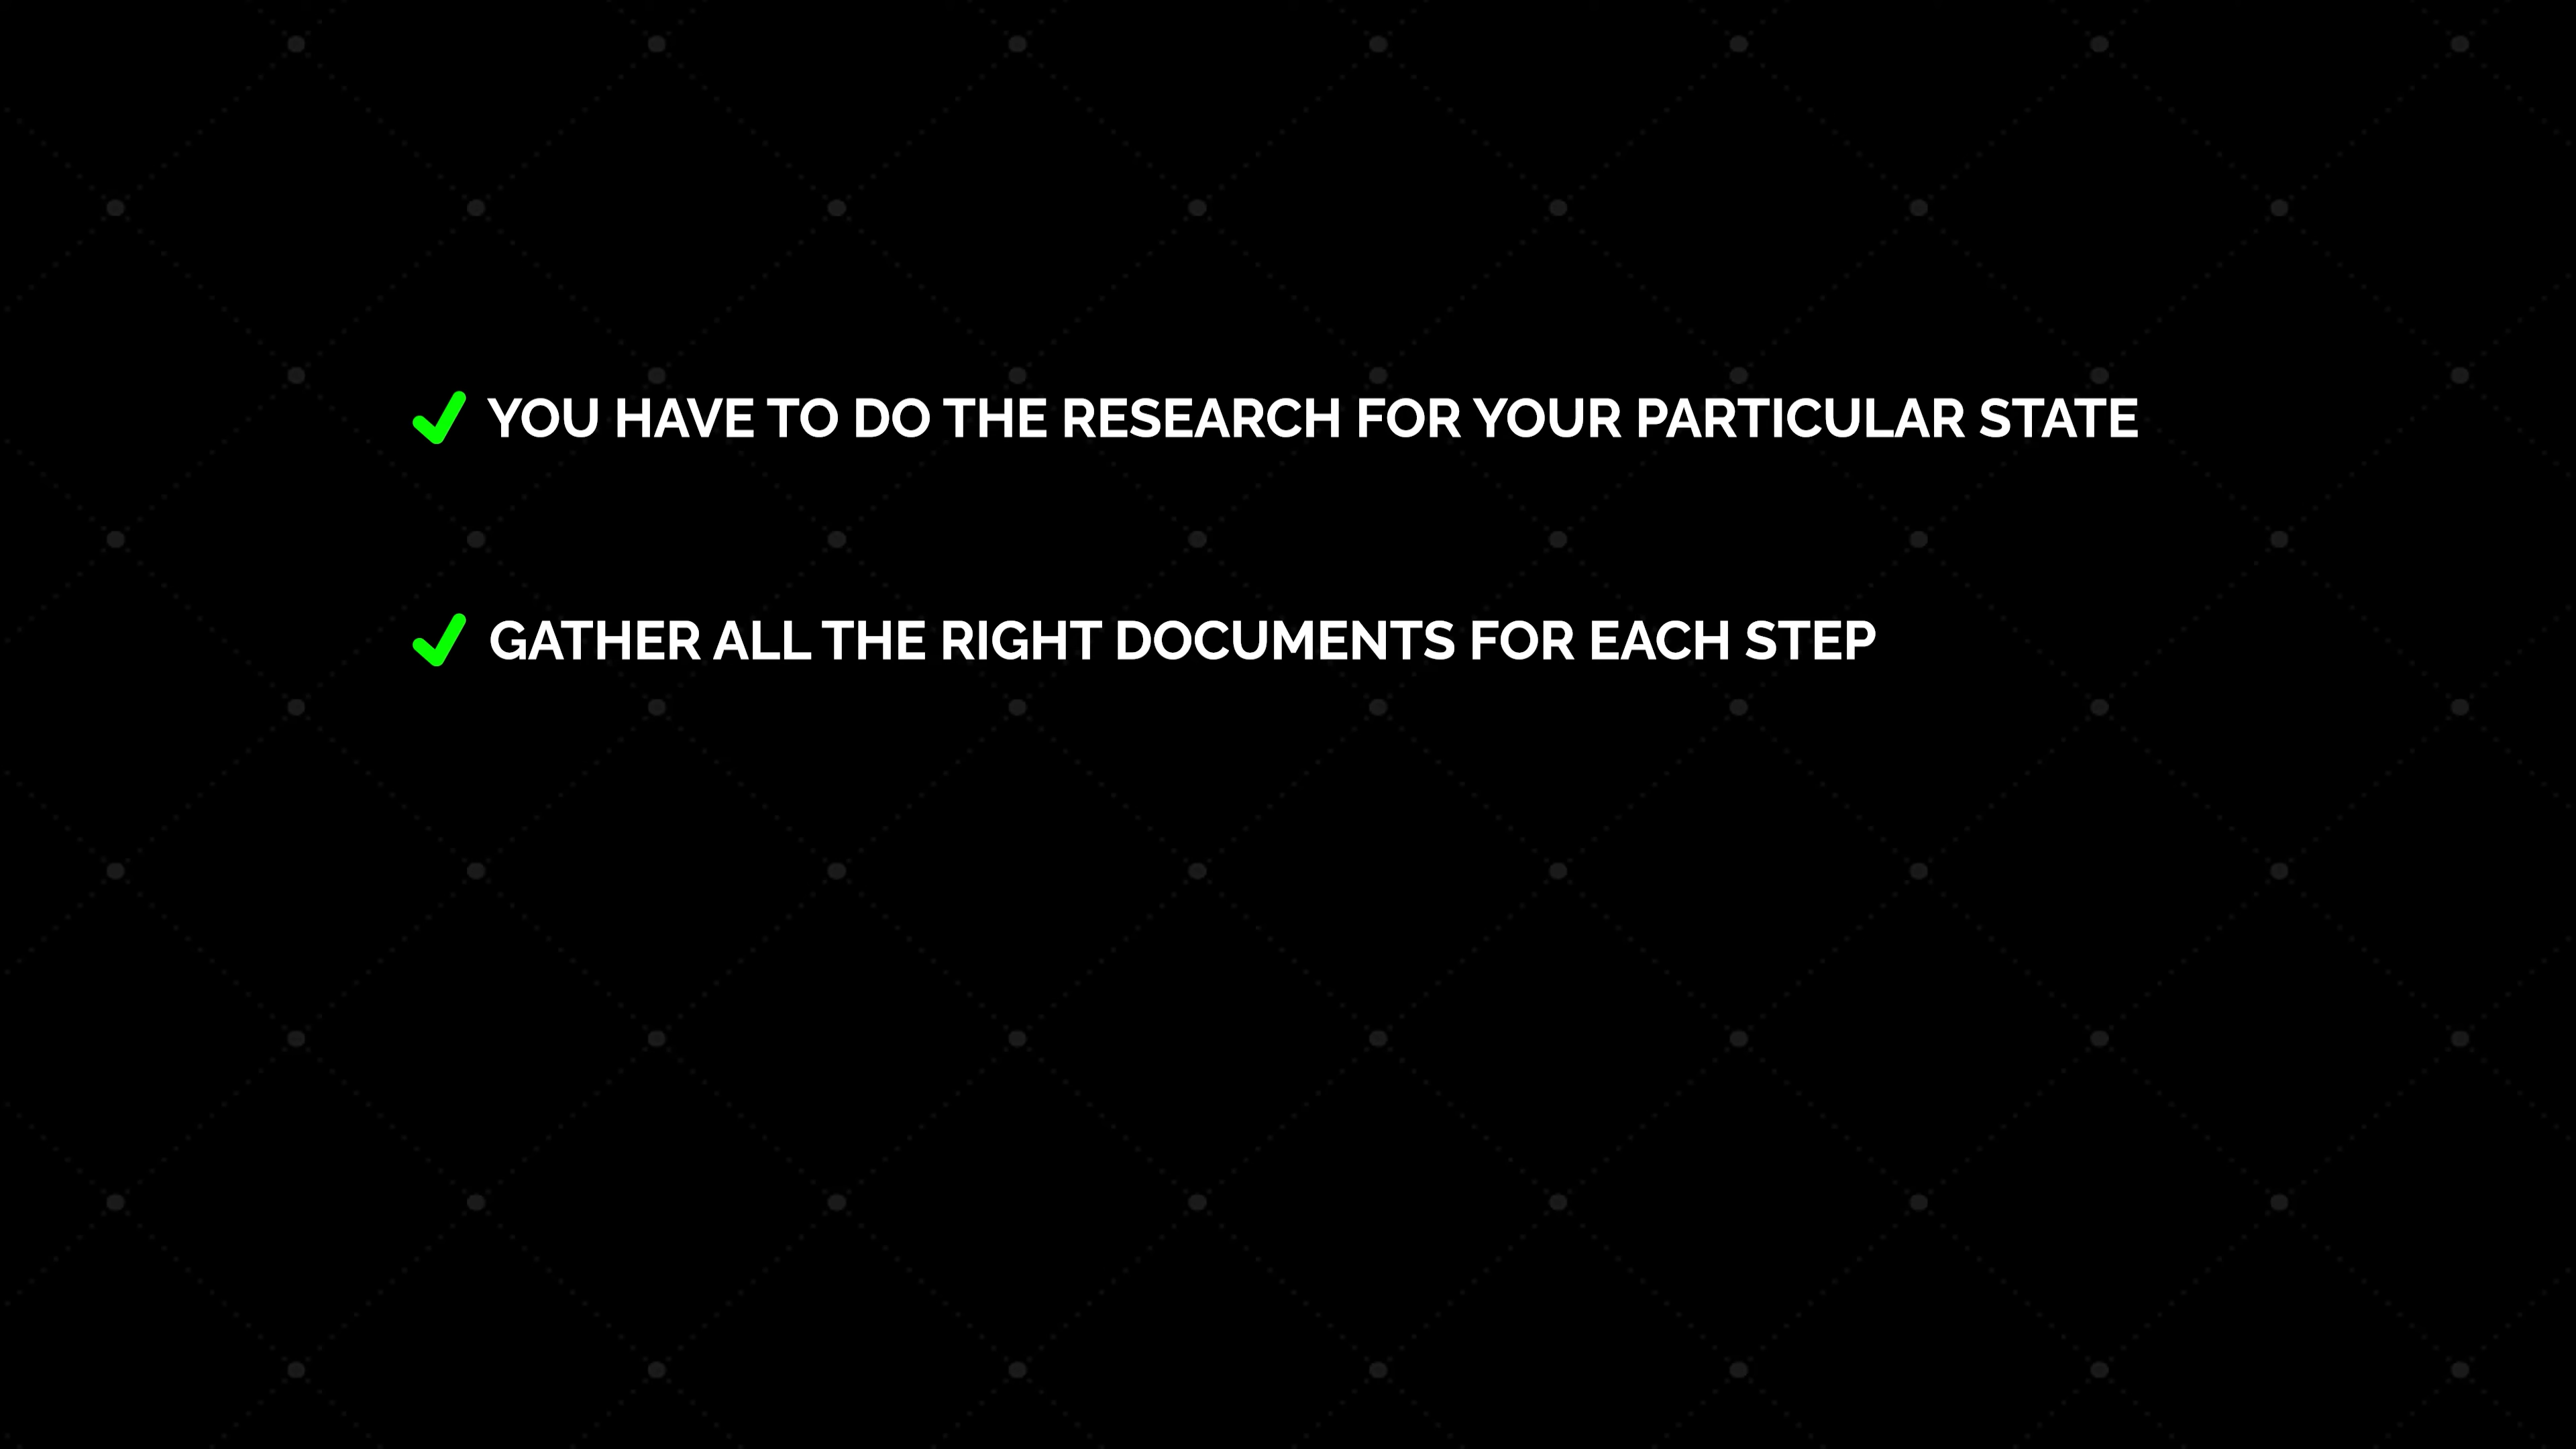 YOU HAVE TO DO THE RESEARCH FOR YOUR PARTICULAR STATE
GATHER ALL THE RIGHT DOCUMENTS FOR EACH STEP